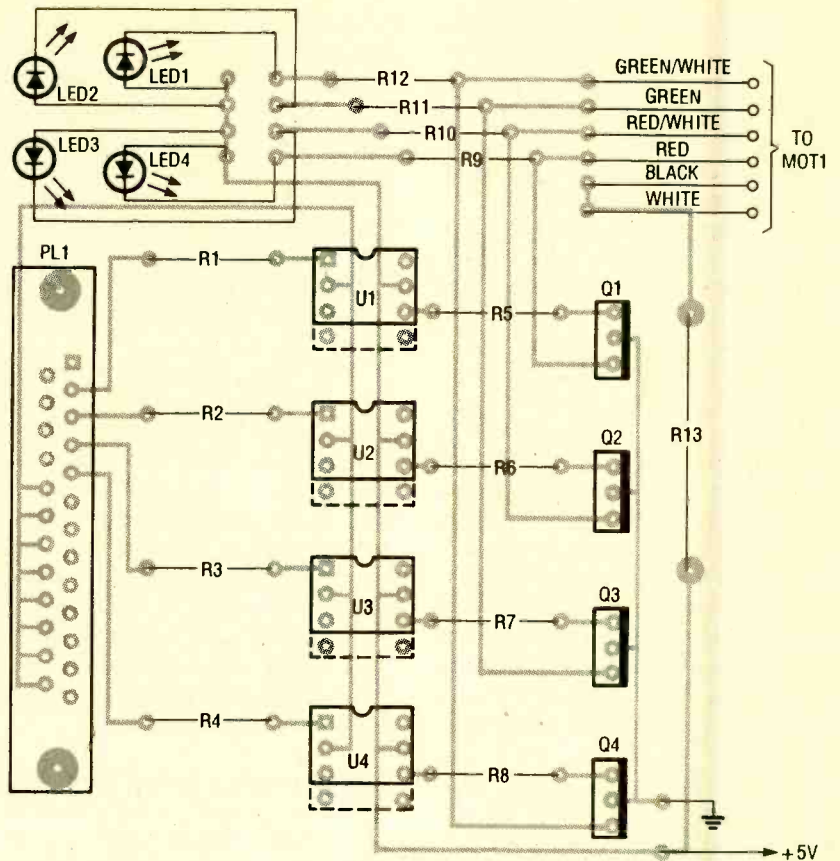 LED1
LED2
LED3
LED4
R12
R11
R10
R9
GREEN/WHITE
GREEN
RED/WHITE
RED
BLACK
WHITE
TO
MOT1
PL1
R1
U1
R5
Q1
R2
U2
R6
Q2
R13
R3
U3
R7
Q3
R4
U4
R8
Q4
+5V